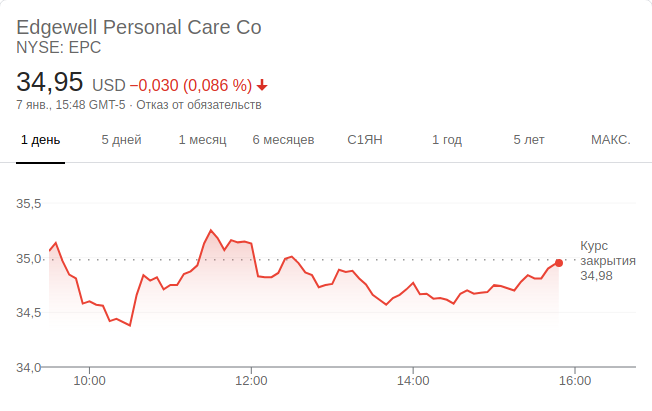 Edgewell Personal Care Co
NYSE: EPC
34,95 USD −0,030 (0,086 %)
7 янв., 15:48 GMT-5 · Отказ от обязательств
1 день 5 дней 1 месяц 6 месяцев С1ЯН 1 год 5 лет МАКС.
35,5
35,0
34,5
34,0
Курс
закрытия
34,98
10:00 12:00 14:00 16:00